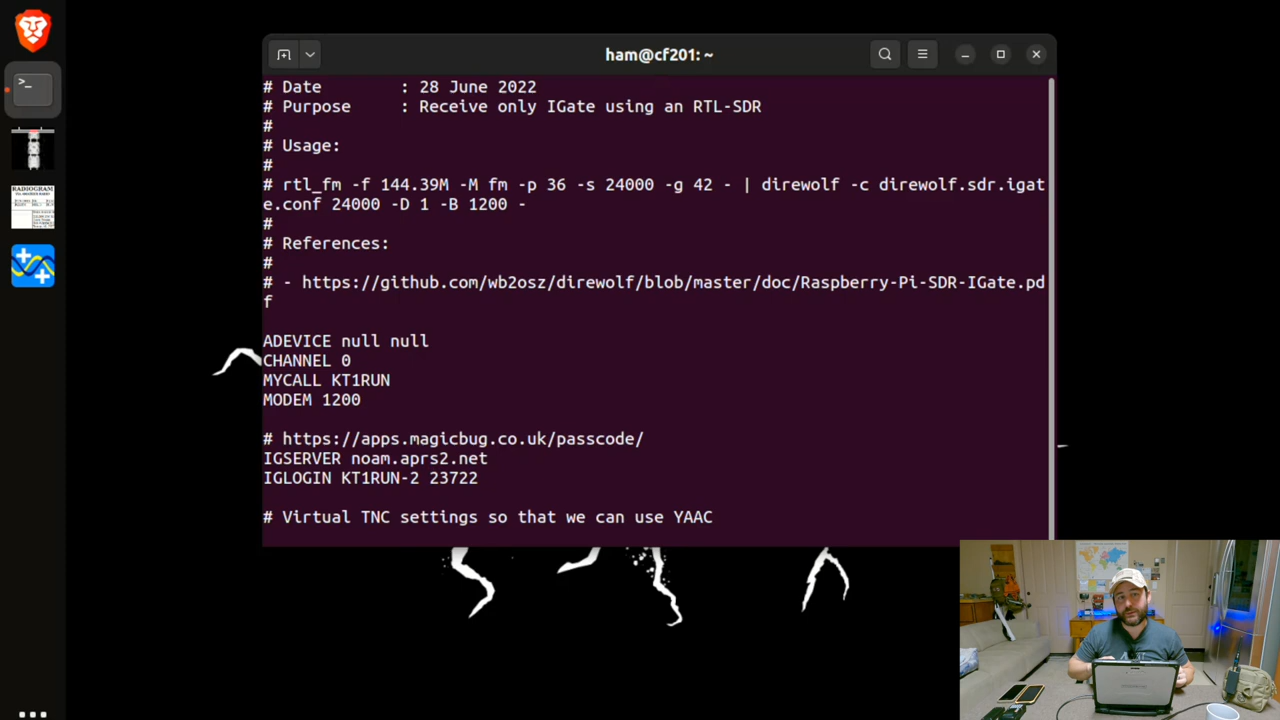 ham@cf201: ~
# Date       : 28 June 2022
# Purpose    : Receive only IGate using an RTL-SDR
#
# Usage:
#
# rtl_fm -f 144.39M -M fm -p 36 -s 24000 -g 42 - | direwolf -c direwolf.sdr.igat
e.conf 24000 -D 1 -B 1200 -
#
# References:
#
# - https://github.com/wb2osz/direwolf/blob/master/doc/Raspberry-Pi-SDR-IGate.pd
f
ADEVICE null null
CHANNEL 0
MYCALL KT1RUN
MODEM 1200
# https://apps.magicbug.co.uk/passcode/
IGSERVER noam.aprs2.net
IGLOGIN KT1RUN-2 23722
# Virtual TNC settings so that we can use YAAC
RADIOGRAM